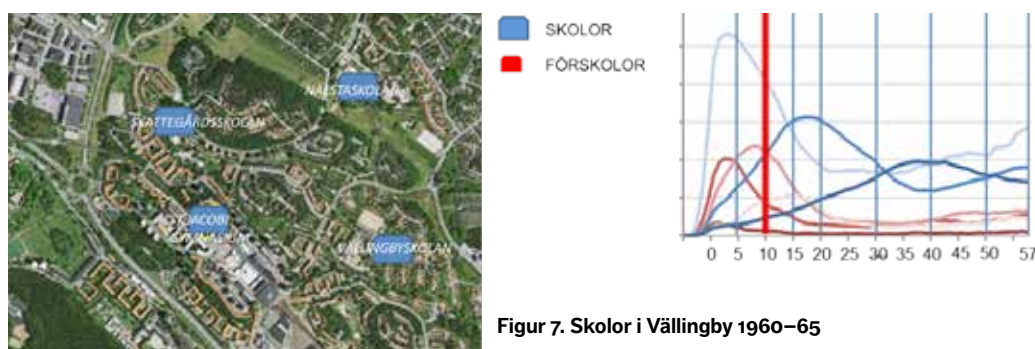 SKOLOR
FÖRSKOLOR
NÄLSTASKOLAN
JACOBI
VÄLLINGBYSKOLAN
0 5 10 15 20 25 30 35 40 45 50 57
Figur 7. Skolor i Vällingby 1960–65